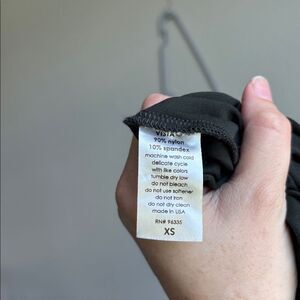 90% nylon
10% spandex
machine wash cold
delicate cycle
with like colors
tumble dry low
do not bleach
do not use softener
do not iron
do not dry clean
made in USA
RN# 96335
XS